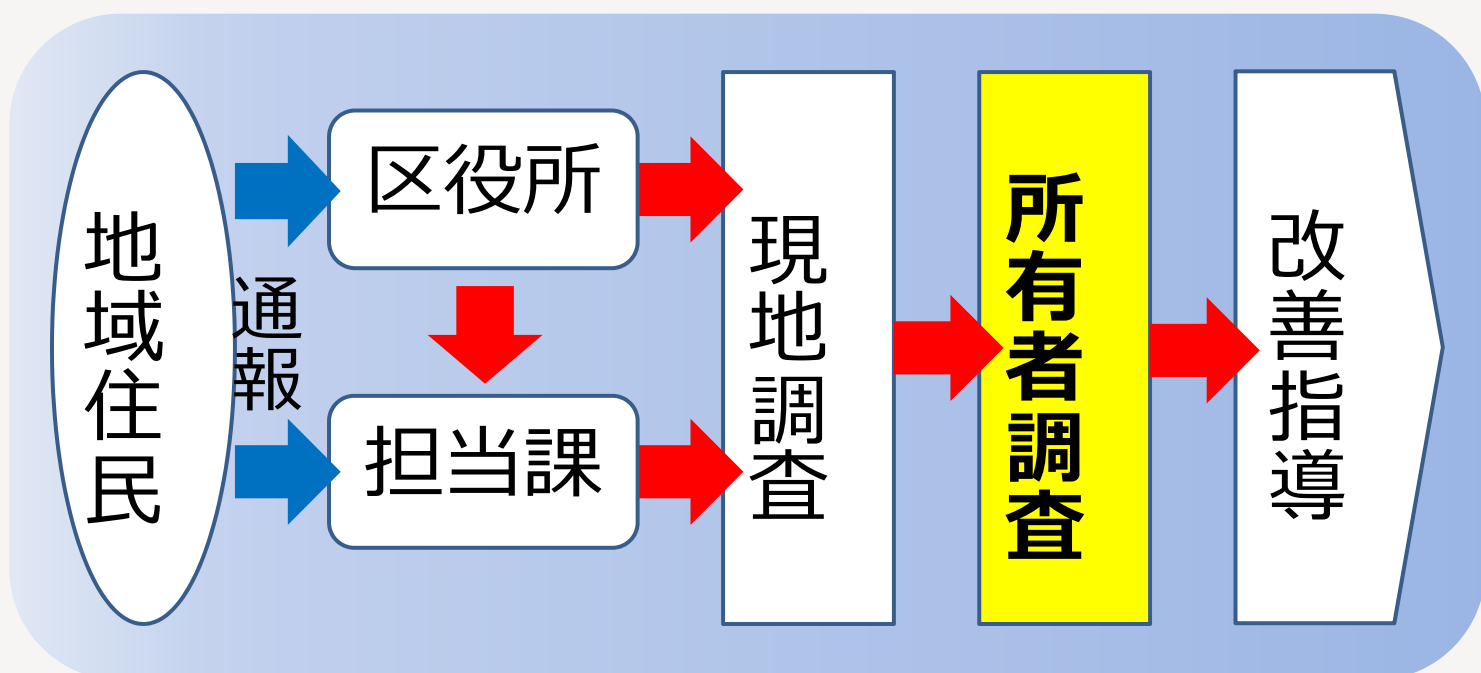 地域住民
通報
区役所
担当課
現地調査
所有者調査
改善指導